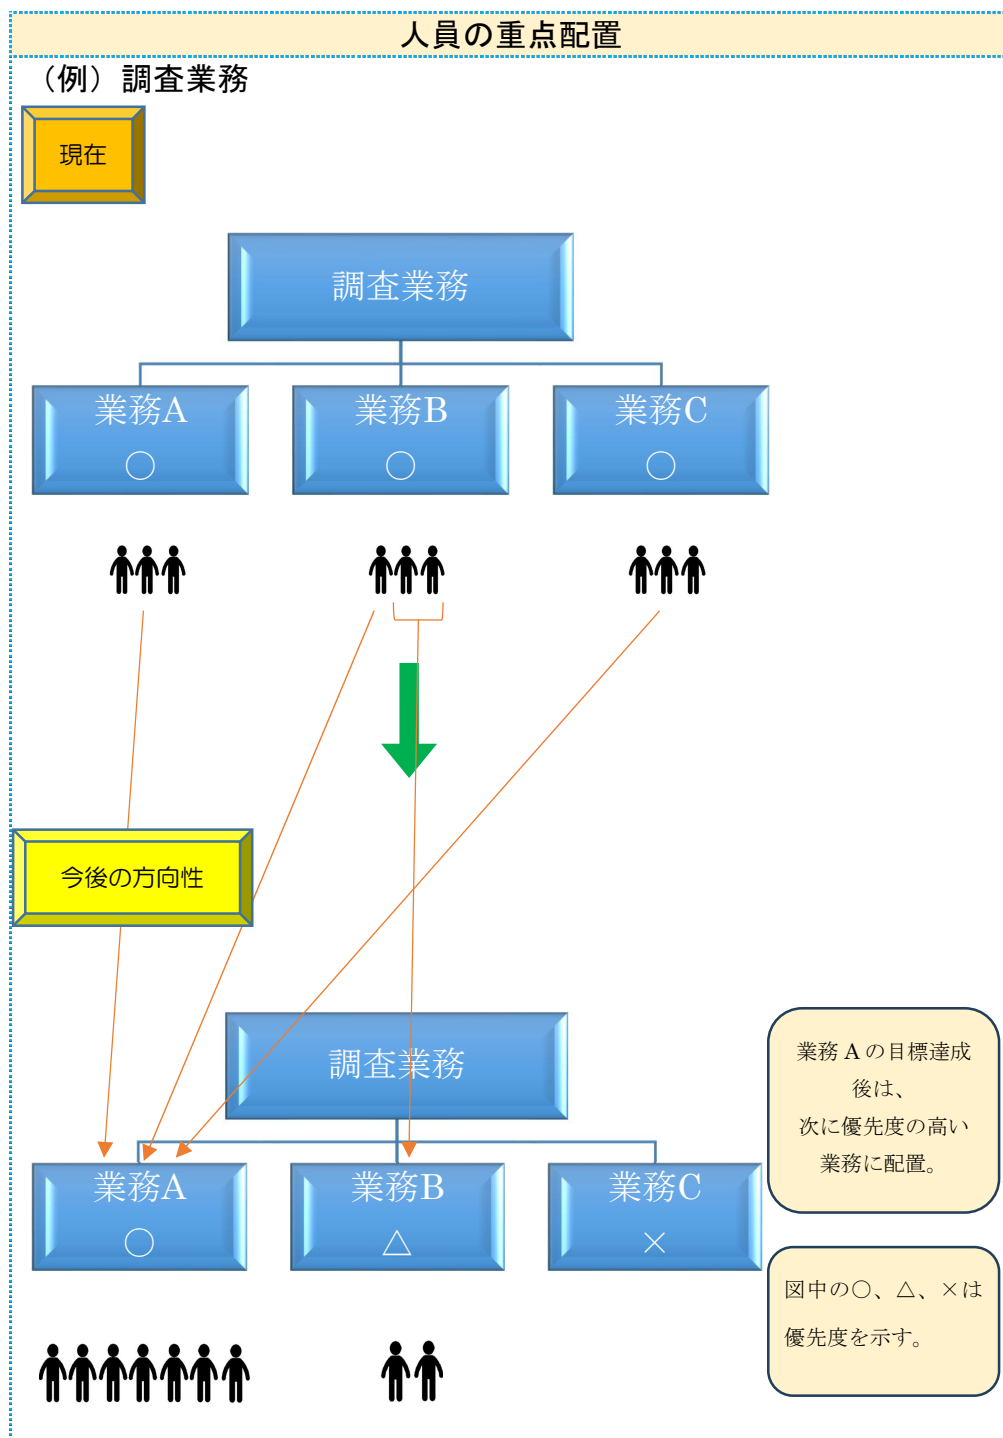 人員の重点配置
（例）調査業務
現在
調査業務
業務A
○
業務B
○
業務C
○
今後の方向性
調査業務
業務A
○
業務B
△
業務C
×
業務 A の目標達成
後は、
次に優先度の高い
業務に配置。
図中の○、△、×は
優先度を示す。